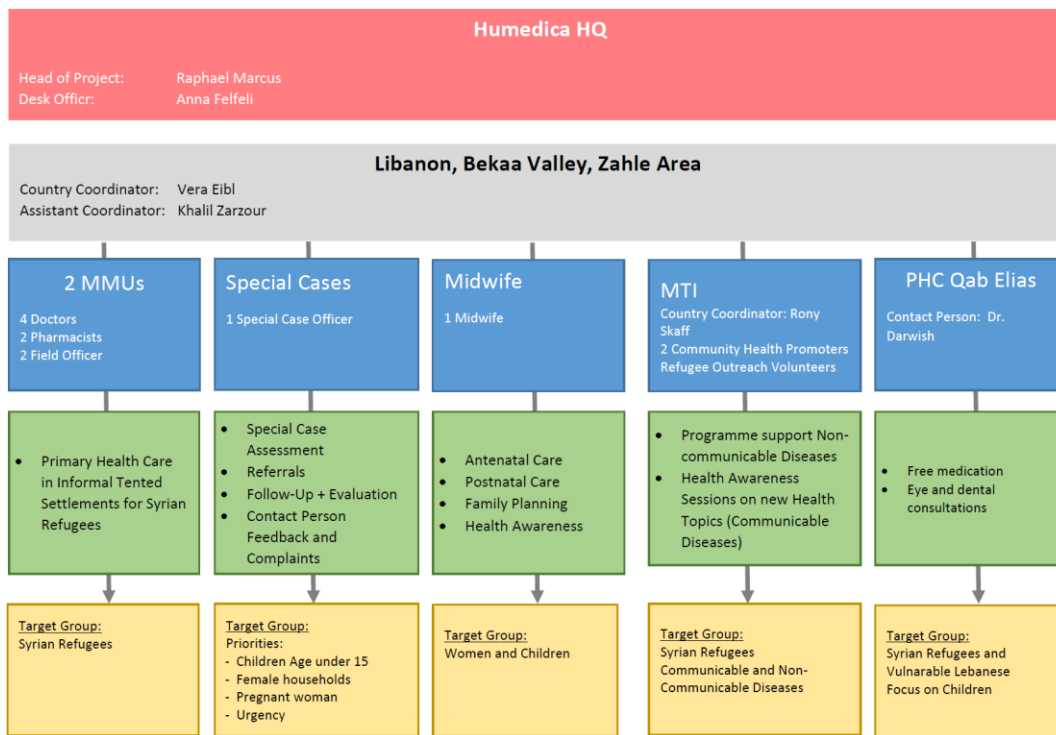 Humedica HQ
Head of Project: Raphael Marcus
Desk Officr: Anna Felfeli
Libanon, Bekaa Valley, Zahle Area
Country Coordinator: Vera Eibl
Assistant Coordinator: Khalil Zarzour
2 MMUs
4 Doctors
2 Pharmacists
2 Field Officer
Special Cases
1 Special Case Officer
Midwife
1 Midwife
MTI
Country Coordinator: Rony
Skaff
2 Community Health Promoters
Refugee Outreach Volunteers
PHC Qab Elias
Contact Person: Dr.
Darwish
• Primary Health Care
in Informal Tented
Settlements for Syrian
Refugees
• Special Case
Assessment
• Referrals
• Follow-Up + Evaluation
• Contact Person
Feedback and
Complaints
• Antenatal Care
• Postnatal Care
• Family Planning
• Health Awareness
• Programme support Non-
communicable Diseases
• Health Awareness
Sessions on new Health
Topics (Communicable
Diseases)
• Free medication
• Eye and dental
consultations
Target Group:
Syrian Refugees
Target Group:
Priorities:
- Children Age under 15
- Female households
- Pregnant woman
- Urgency
Target Group:
Women and Children
Target Group:
Syrian Refugees
Communicable and Non-
Communicable Diseases
Target Group:
Syrian Refugees and
Vulnarable Lebanese
Focus on Children